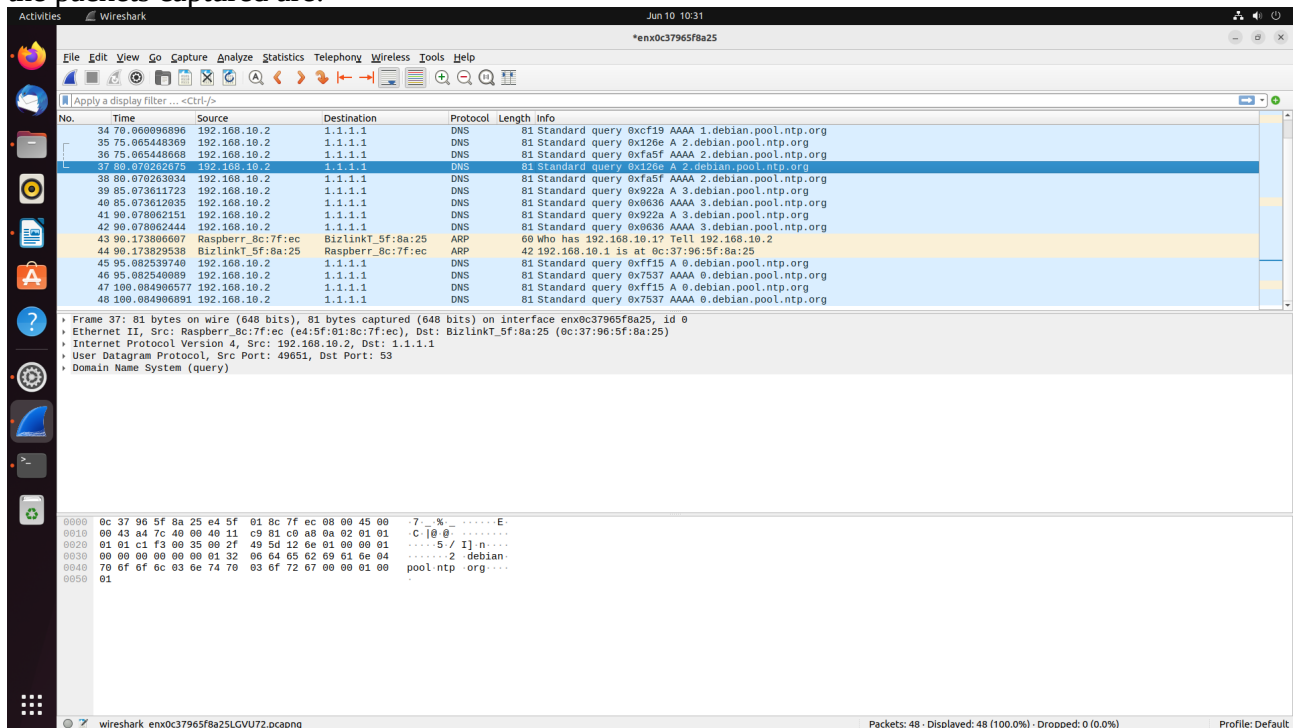 the packets captured are:
Activities Wireshark Jun 10 10:31
*enx0c37965f8a25
File Edit View Go Capture Analyze Statistics Telephony Wireless Tools Help
Apply a display filter ... <Ctrl-/>
No. Time Source Destination Protocol Length Info
34 70.060096896 192.168.10.2 1.1.1.1 DNS 81 Standard query 0xcf19 AAAA 1.debian.pool.ntp.org
35 75.065448369 192.168.10.2 1.1.1.1 DNS 81 Standard query 0x126e A 2.debian.pool.ntp.org
36 75.065448668 192.168.10.2 1.1.1.1 DNS 81 Standard query 0xfa5f AAAA 2.debian.pool.ntp.org
37 80.070262675 192.168.10.2 1.1.1.1 DNS 81 Standard query 0x126e A 2.debian.pool.ntp.org
38 80.070263034 192.168.10.2 1.1.1.1 DNS 81 Standard query 0xfa5f AAAA 2.debian.pool.ntp.org
39 85.073611723 192.168.10.2 1.1.1.1 DNS 81 Standard query 0x922a A 3.debian.pool.ntp.org
40 85.073612035 192.168.10.2 1.1.1.1 DNS 81 Standard query 0x0636 AAAA 3.debian.pool.ntp.org
41 90.078062151 192.168.10.2 1.1.1.1 DNS 81 Standard query 0x922a A 3.debian.pool.ntp.org
42 90.078062444 192.168.10.2 1.1.1.1 DNS 81 Standard query 0x0636 AAAA 3.debian.pool.ntp.org
43 90.173806607 Raspberr_8c:7f:ec BizlinkT_5f:8a:25 ARP 60 Who has 192.168.10.1? Tell 192.168.10.2
44 90.173829538 BizlinkT_5f:8a:25 Raspberr_8c:7f:ec ARP 42 192.168.10.1 is at 0c:37:96:5f:8a:25
45 95.082539740 192.168.10.2 1.1.1.1 DNS 81 Standard query 0xff15 A 0.debian.pool.ntp.org
46 95.082540089 192.168.10.2 1.1.1.1 DNS 81 Standard query 0x7537 AAAA 0.debian.pool.ntp.org
47 100.084906577 192.168.10.2 1.1.1.1 DNS 81 Standard query 0xff15 A 0.debian.pool.ntp.org
48 100.084906891 192.168.10.2 1.1.1.1 DNS 81 Standard query 0x7537 AAAA 0.debian.pool.ntp.org
Frame 37: 81 bytes on wire (648 bits), 81 bytes captured (648 bits) on interface enx0c37965f8a25, id 0
Ethernet II, Src: Raspberr_8c:7f:ec (e4:5f:01:8c:7f:ec), Dst: BizlinkT_5f:8a:25 (0c:37:96:5f:8a:25)
Internet Protocol Version 4, Src: 192.168.10.2, Dst: 1.1.1.1
User Datagram Protocol, Src Port: 49651, Dst Port: 53
Domain Name System (query)
0000 0c 37 96 5f 8a 25 e4 5f 01 8c 7f ec 08 00 45 00 ·7·_·%·_ ······E·
0010 00 43 a4 7c 40 00 40 11 c9 81 c0 a8 0a 02 01 01 ·C·|@·@· ········
0020 01 01 c1 f3 00 35 00 2f 49 5d 12 6e 01 00 00 01 ·····5·/ I]·n····
0030 00 00 00 00 00 00 01 32 06 64 65 62 69 61 6e 04 ·······2 ·debian·
0040 70 6f 6f 6c 03 6e 74 70 03 6f 72 67 00 00 01 00 pool·ntp ·org····
0050 01 ·
wireshark_enx0c37965f8a25LGVU72.pcapng Packets: 48 · Displayed: 48 (100.0%) · Dropped: 0 (0.0%) Profile: Default